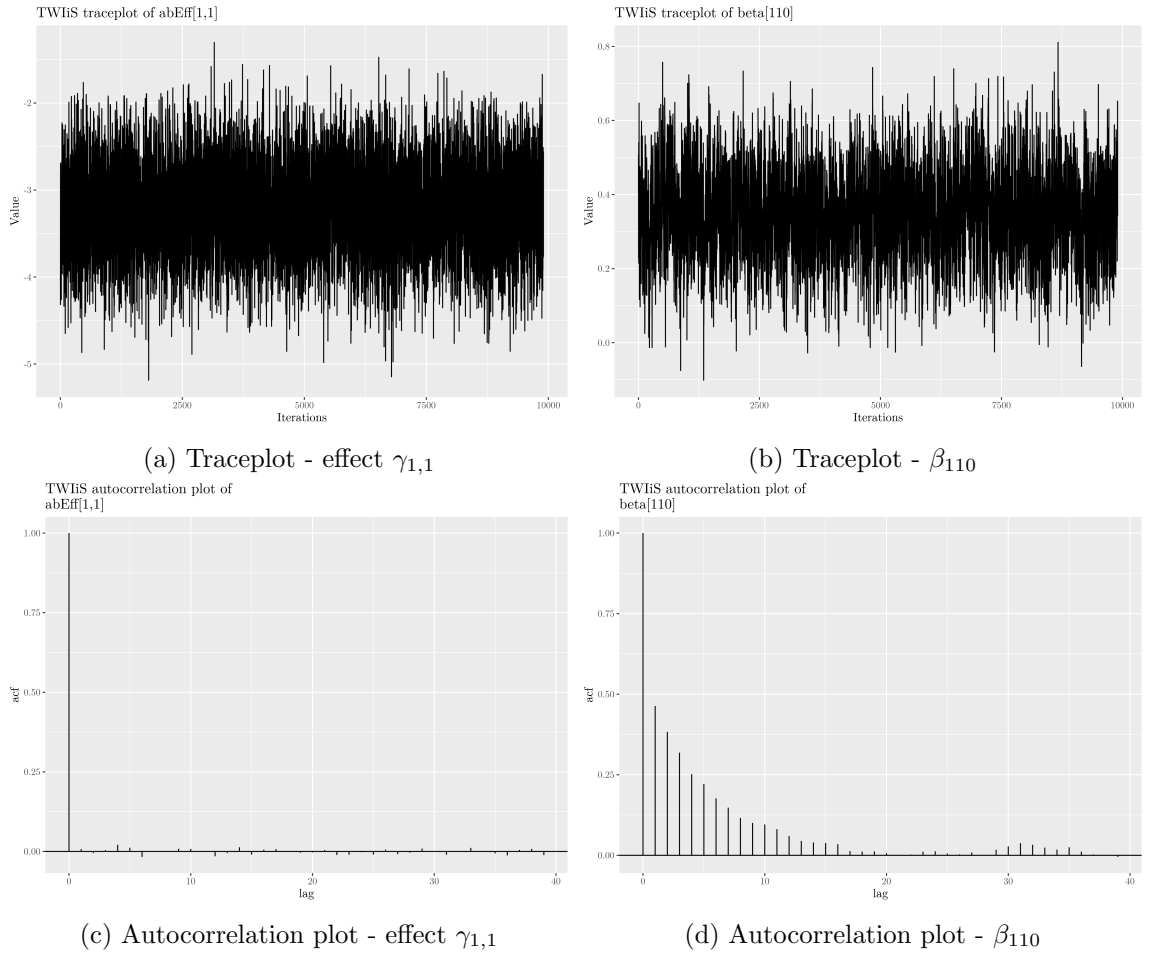 TWIiS traceplot of abEff[1,1]
-2
-3
-4
-5
Value
0 2500 5000 7500 10000
Iterations
(a) Traceplot - effect γ1,1
TWIiS traceplot of beta[110]
0.8
0.6
0.4
0.2
0.0
Value
0 2500 5000 7500 10000
Iterations
(b) Traceplot - β110
TWIiS autocorrelation plot of
abEff[1,1]
1.00
0.75
0.50
0.25
0.00
acf
0 10 20 30 40
lag
(c) Autocorrelation plot - effect γ1,1
TWIiS autocorrelation plot of
beta[110]
1.00
0.75
0.50
0.25
0.00
acf
0 10 20 30 40
lag
(d) Autocorrelation plot - β110